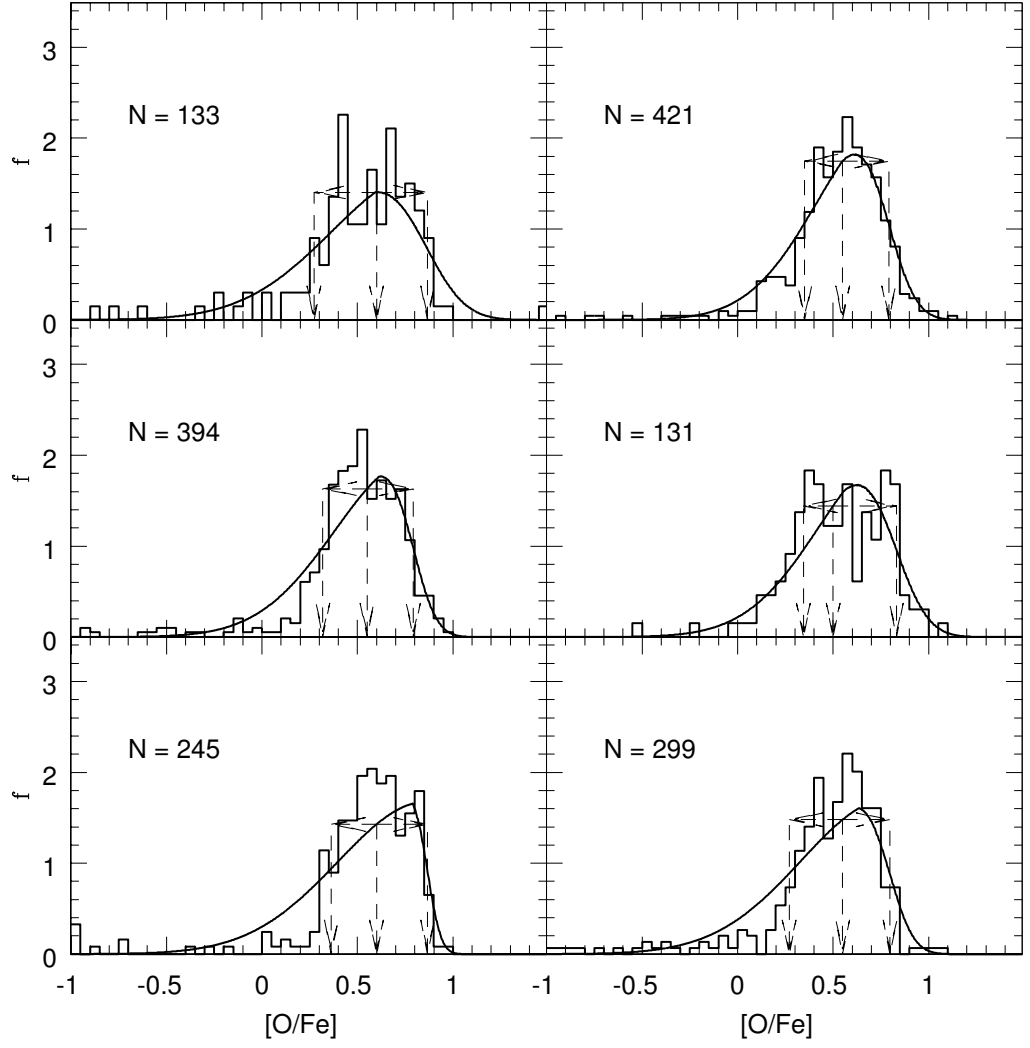 3
2
f
1
0
N = 133
N = 421
3
2
f
1
0
N = 394
N = 131
3
2
f
1
0
N = 245
N = 299
-1 -0.5 0 0.5 1 -1 -0.5 0 0.5 1
[O/Fe] [O/Fe]